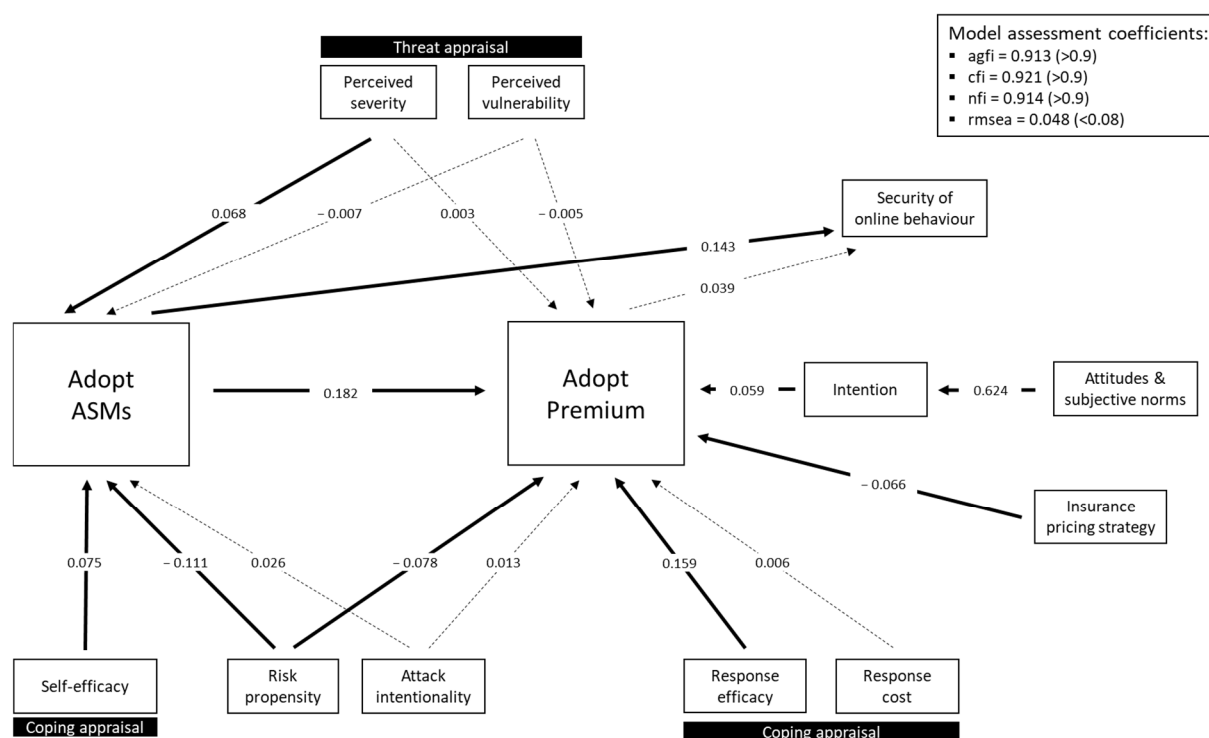 Threat appraisal
Perceived
severity
Perceived
vulnerability
Model assessment coefficients:
▪ agfi = 0.913 (>0.9)
▪ cfi = 0.921 (>0.9)
▪ nfi = 0.914 (>0.9)
▪ rmsea = 0.048 (<0.08)
Security of
online behaviour
0.068
– 0.007
0.003
– 0.005
0.143
0.039
Adopt
ASMs
0.182
Adopt
Premium
0.059
Intention
0.624
Attitudes &
subjective norms
– 0.066
Insurance
pricing strategy
0.075
– 0.111
0.026
– 0.078
0.013
0.159
0.006
Self-efficacy
Coping appraisal
Risk
propensity
Attack
intentionality
Response
efficacy
Response
cost
Coping appraisal